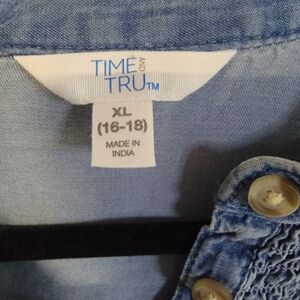 TIME AND
TRU™
XL
(16-18)
MADE IN
INDIA